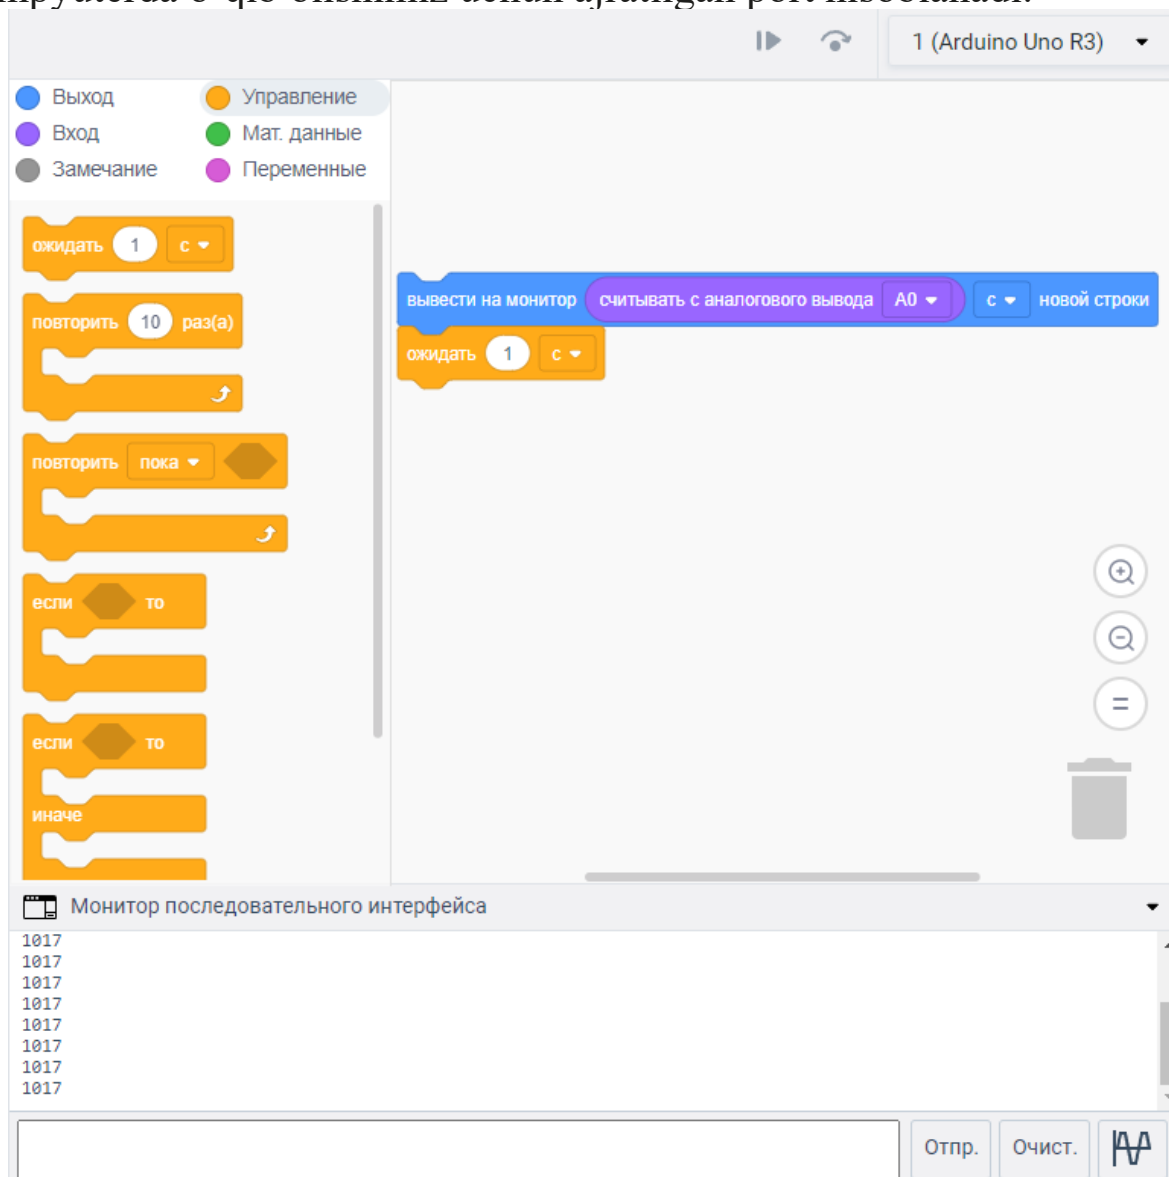 1 (Arduino Uno R3)
Выход
Управление
Вход
Мат. данные
Замечание
Переменные
ожидать 1 с
повторить 10 раз(а)
повторить пока
если то
если то
иначе
вывести на монитор считывать с аналогового вывода A0 с новой строки
ожидать 1 с
Монитор последовательного интерфейса
1017
1017
1017
1017
1017
1017
1017
1017
Отпр.
Очист.